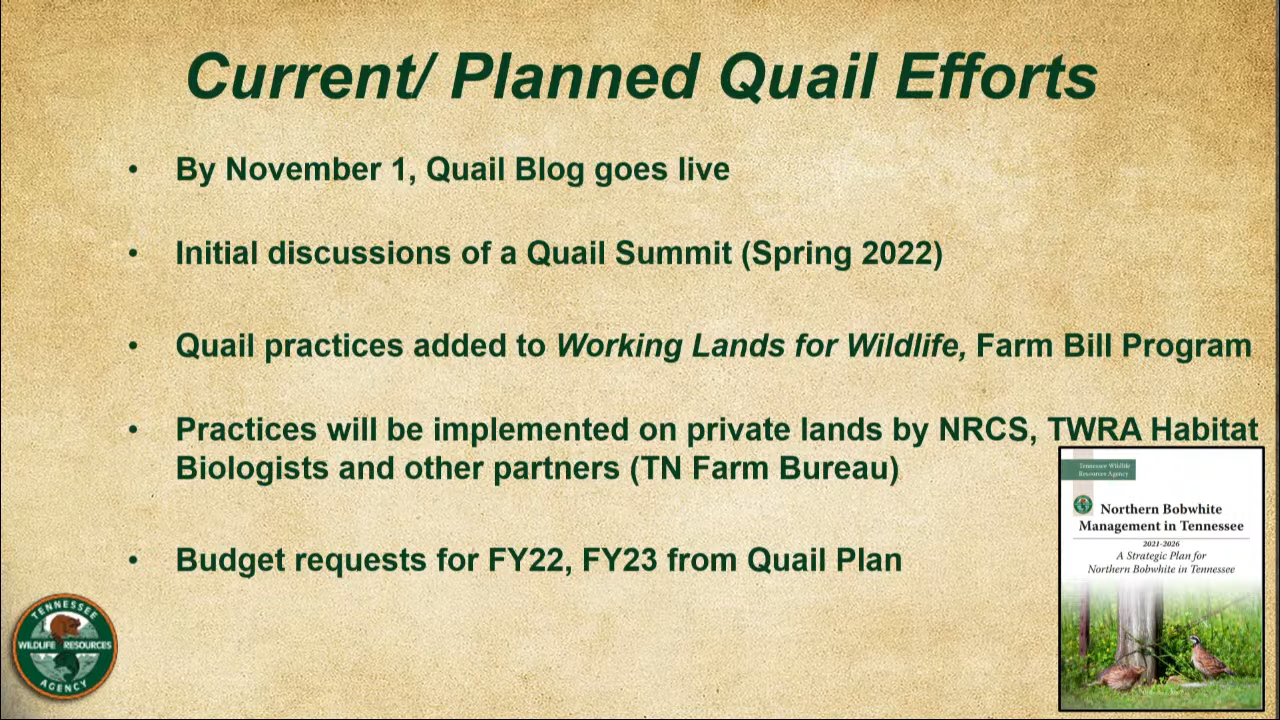 Current/ Planned Quail Efforts
• By November 1, Quail Blog goes live
• Initial discussions of a Quail Summit (Spring 2022)
• Quail practices added to Working Lands for Wildlife, Farm Bill Program
• Practices will be implemented on private lands by NRCS, TWRA Habitat
Biologists and other partners (TN Farm Bureau)
• Budget requests for FY22, FY23 from Quail Plan
TENNESSEE
WILDLIFE RESOURCES
AGENCY
Tennessee Wildlife
Resources Agency
Northern Bobwhite
Management in Tennessee
2021-2026
A Strategic Plan for
Northern Bobwhite in Tennessee